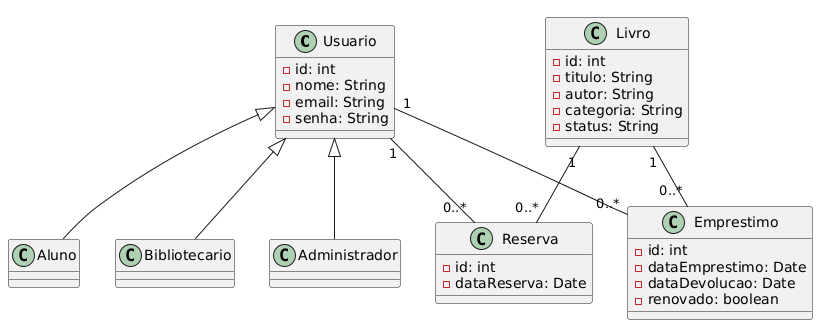 C Usuario
id: int
nome: String
email: String
senha: String
C Livro
id: int
titulo: String
autor: String
categoria: String
status: String
1
1
1
1
0..*
0..*
0..*
0..*
C Aluno
C Bibliotecario
C Administrador
C Reserva
id: int
dataReserva: Date
C Emprestimo
id: int
dataEmprestimo: Date
dataDevolucao: Date
renovado: boolean